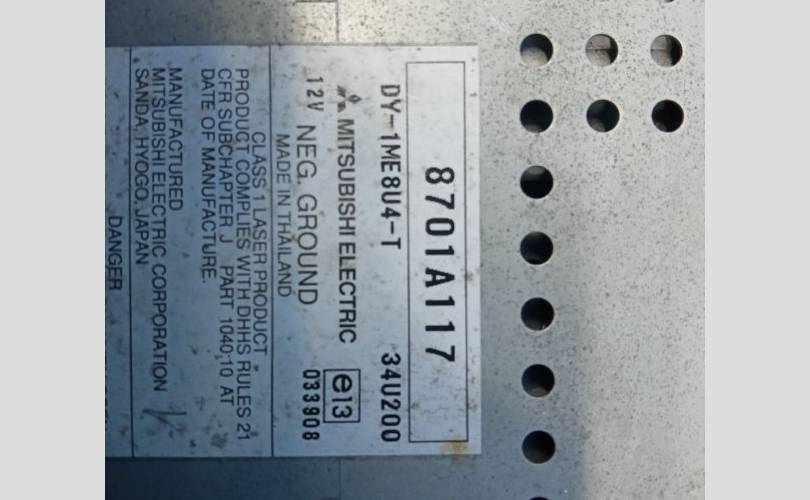 8701A117
DY-1ME8U4-T 34U200
MITSUBISHI ELECTRIC e13
12V NEG. GROUND 033908
MADE IN THAILAND
CLASS 1 LASER PRODUCT
PRODUCT COMPLIES WITH DHHS RULES 21
CFR SUBCHAPTER J PART 1040.10 AT
DATE OF MANUFACTURE.
MANUFACTURED
MITSUBISHI ELECTRIC CORPORATION
SANDA, HYOGO, JAPAN
DANGER